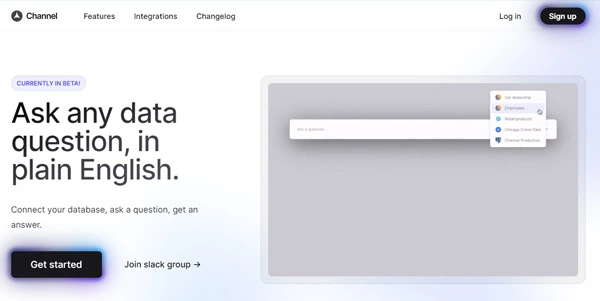 Channel
Features
Integrations
Changelog
Log in
Sign up
CURRENTLY IN BETA!
Ask any data
question, in
plain English.
Connect your database, ask a question, get an
answer.
Get started
Join slack group →
Ask a question...
Car dealership
Employees
Retail products
Chicago Crime Data
Channel Production